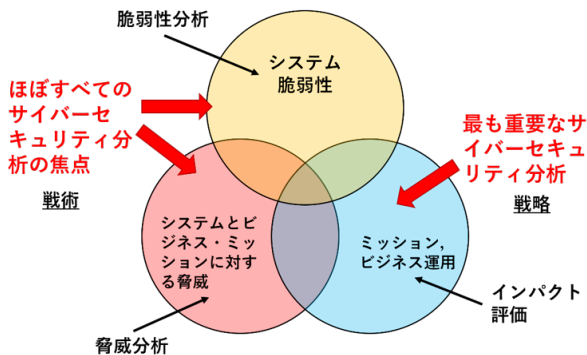 脆弱性分析
システム
脆弱性
ほぼすべての
サイバーセ
キュリティ分
析の焦点
戦術
最も重要なサ
イバーセキュ
リティ分析
戦略
システムとビ
ジネス・ミッ
ションに対す
る脅威
ミッション,
ビジネス運用
インパクト
評価
脅威分析